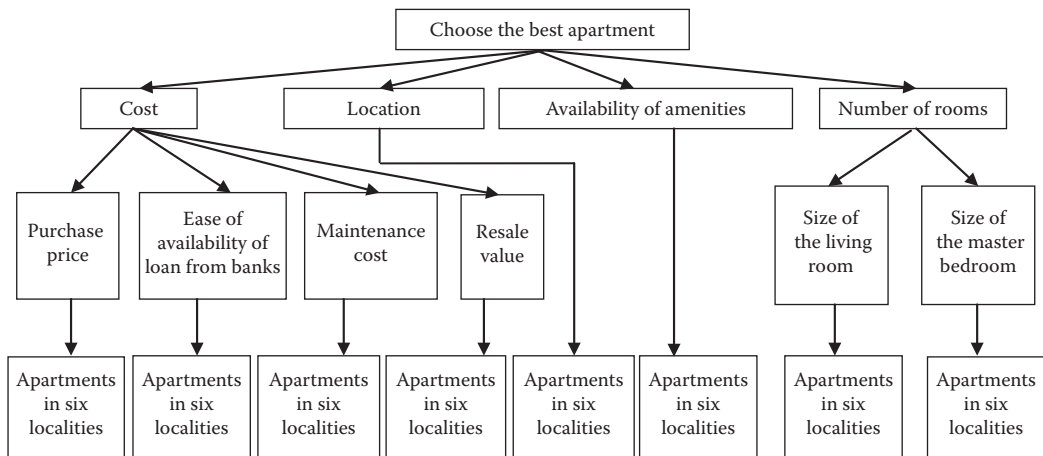 Choose the best apartment
Cost
Location
Availability of amenities
Number of rooms
Purchase
price
Ease of
availability of
loan from banks
Maintenance
cost
Resale
value
Size of
the living
room
Size of
the master
bedroom
Apartments
in six
localities
Apartments
in six
localities
Apartments
in six
localities
Apartments
in six
localities
Apartments
in six
localities
Apartments
in six
localities
Apartments
in six
localities
Apartments
in six
localities